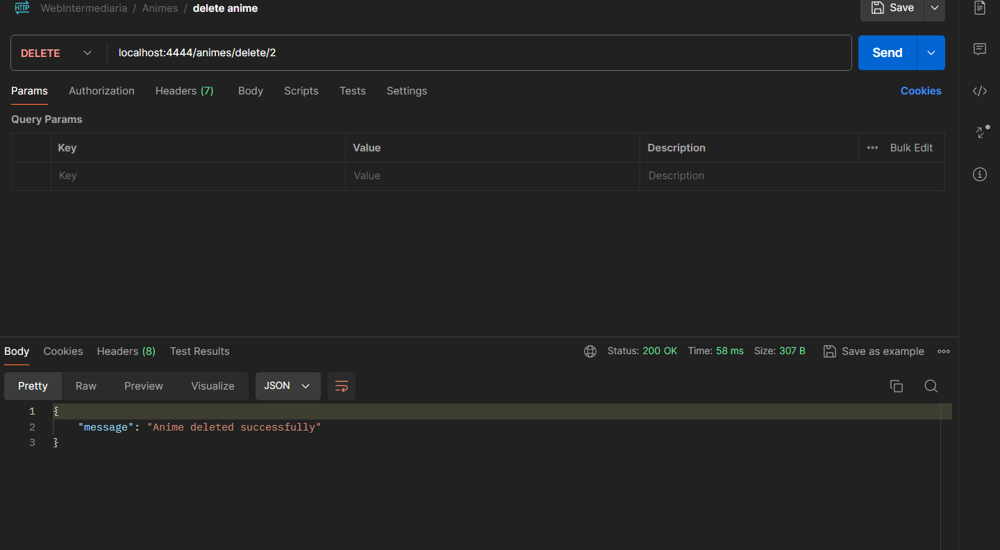 HTTP WebIntermediaria / Animes / delete anime Save
DELETE localhost:4444/animes/delete/2 Send
Params Authorization Headers (7) Body Scripts Tests Settings Cookies
Query Params
Key Value Description ••• Bulk Edit
Key Value Description
Body Cookies Headers (8) Test Results Status: 200 OK Time: 58 ms Size: 307 B Save as example
Pretty Raw Preview Visualize JSON
1 {
2 "message": "Anime deleted successfully"
3 }